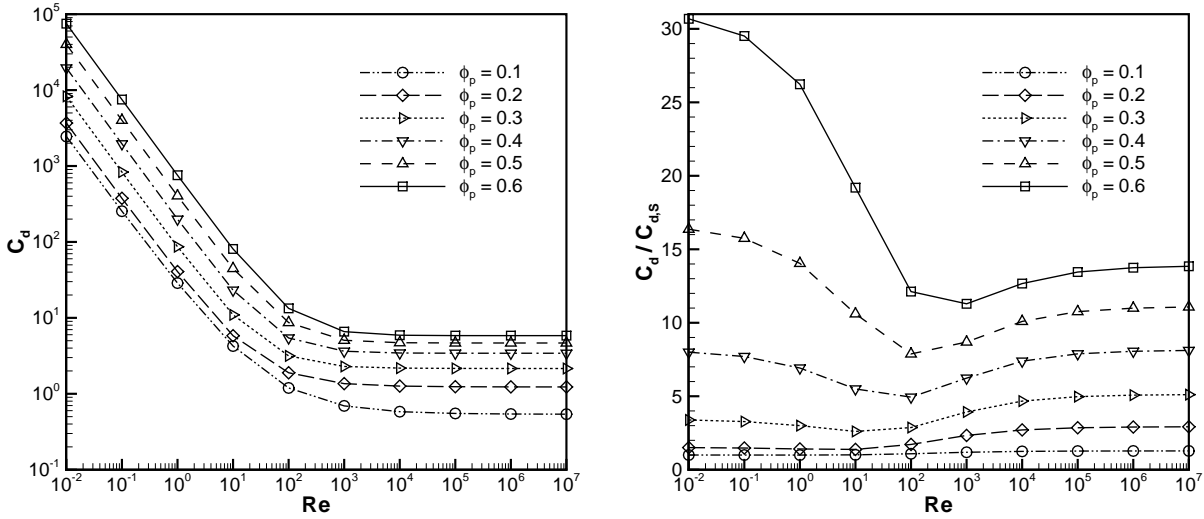 10^5
10^4
10^3
10^2
10^1
10^0
10^-1
C_d
ϕ_p = 0.1
ϕ_p = 0.2
ϕ_p = 0.3
ϕ_p = 0.4
ϕ_p = 0.5
ϕ_p = 0.6
10^-2 10^-1 10^0 10^1 10^2 10^3 10^4 10^5 10^6 10^7
Re
30
25
20
15
10
5
0
C_d / C_d,S
ϕ_p = 0.1
ϕ_p = 0.2
ϕ_p = 0.3
ϕ_p = 0.4
ϕ_p = 0.5
ϕ_p = 0.6
10^-2 10^-1 10^0 10^1 10^2 10^3 10^4 10^5 10^6 10^7
Re